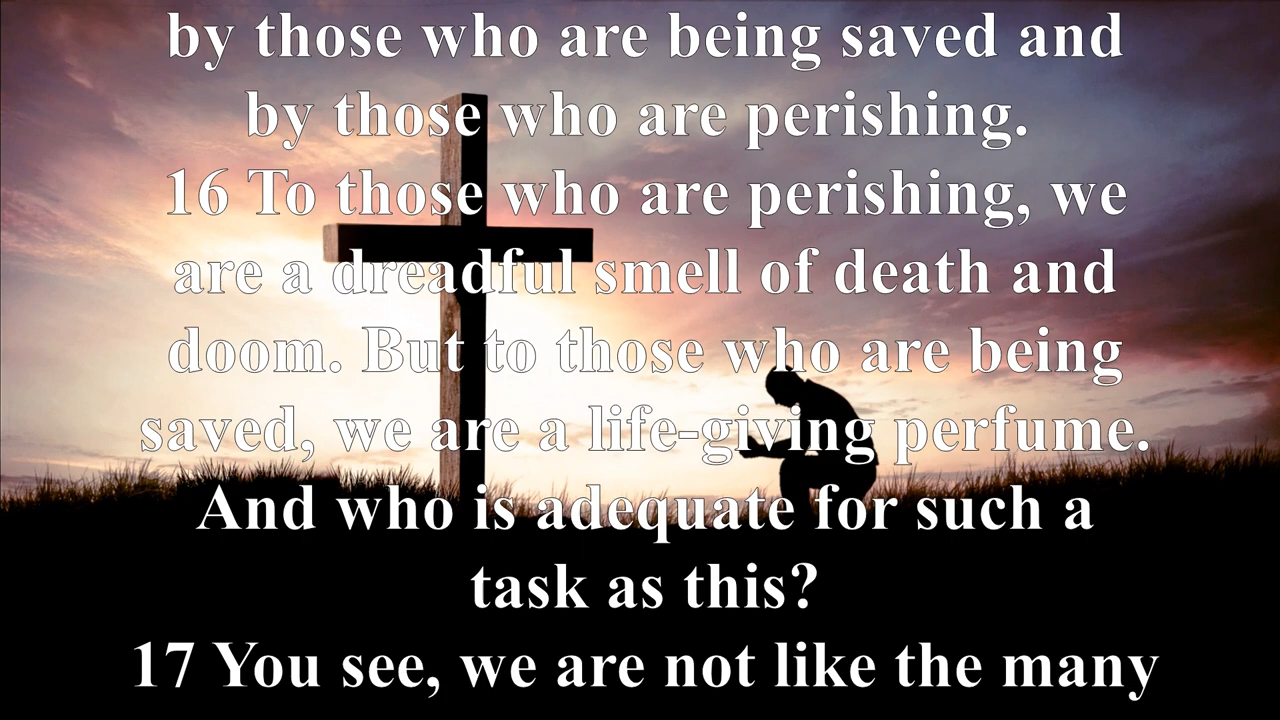 by those who are being saved and
by those who are perishing.
16 To those who are perishing, we
are a dreadful smell of death and
doom. But to those who are being
saved, we are a life-giving perfume.
And who is adequate for such a
task as this?
17 You see, we are not like the many